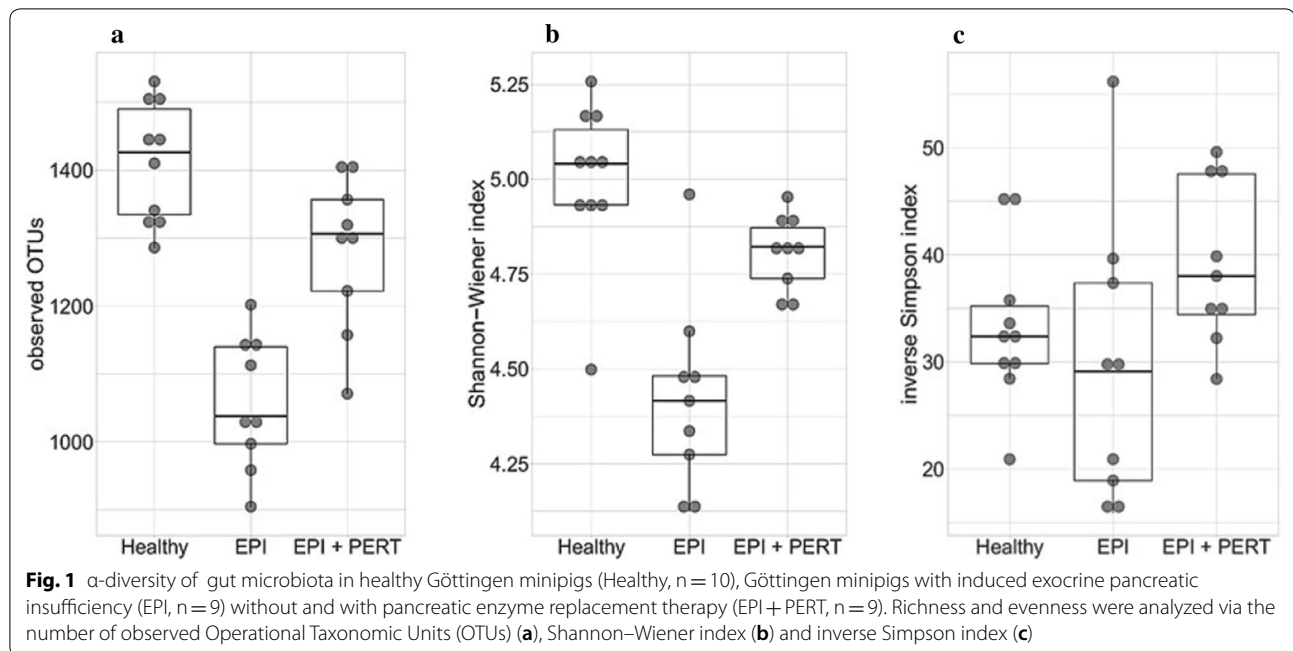 a
b
c
observed OTUs
1400
1200
1000
Healthy
EPI
EPI + PERT
Shannon–Wiener index
5.25
5.00
4.75
4.50
4.25
Healthy
EPI
EPI + PERT
inverse Simpson index
50
40
30
20
Healthy
EPI
EPI + PERT
Fig. 1 α-diversity of gut microbiota in healthy Göttingen minipigs (Healthy, n = 10), Göttingen minipigs with induced exocrine pancreatic
insufficiency (EPI, n = 9) without and with pancreatic enzyme replacement therapy (EPI + PERT, n = 9). Richness and evenness were analyzed via the
number of observed Operational Taxonomic Units (OTUs) (a), Shannon–Wiener index (b) and inverse Simpson index (c)